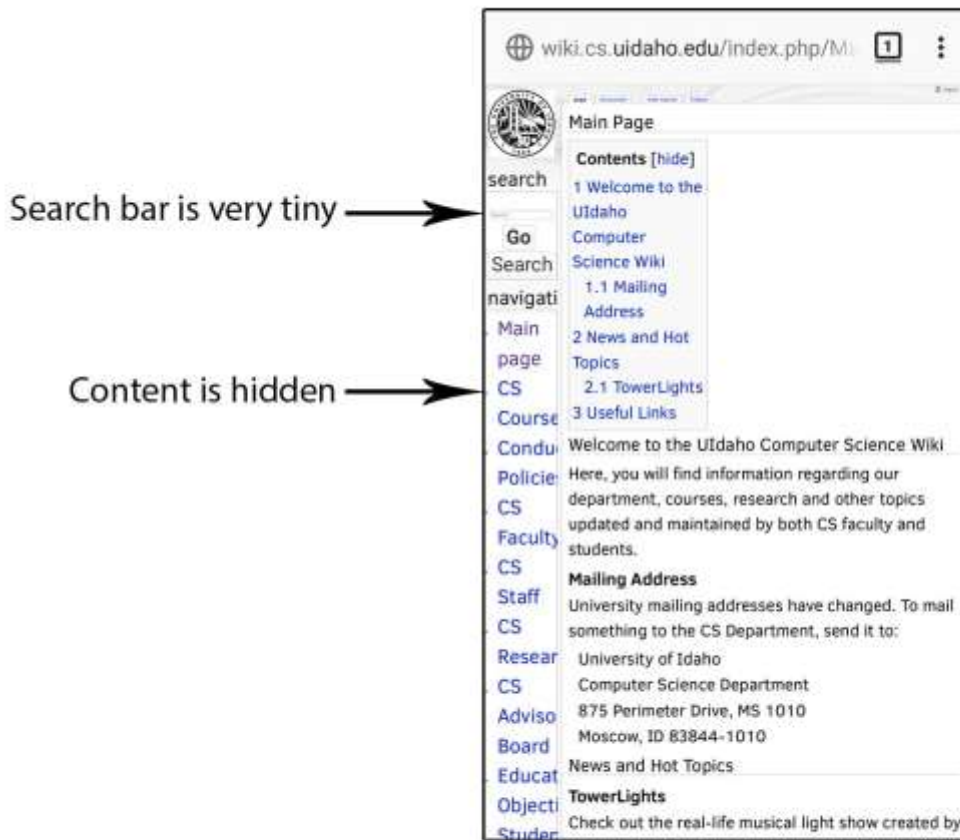 wiki.cs.uidaho.edu/index.php/M
1
Main Page
Contents [hide]
1 Welcome to the
UIdaho
Computer
Science Wiki
1.1 Mailing
Address
2 News and Hot
Topics
2.1 TowerLights
3 Useful Links
search
Search bar is very tiny
Go
Search
navigati
Main
page
Content is hidden
CS
Course
Conduc
Policies
CS
Faculty
CS
Staff
CS
Resear
CS
Adviso
Board
Educat
Objecti
Studen
Welcome to the UIdaho Computer Science Wiki
Here, you will find information regarding our
department, courses, research and other topics
updated and maintained by both CS faculty and
students.
Mailing Address
University mailing addresses have changed. To mail
something to the CS Department, send it to:
University of Idaho
Computer Science Department
875 Perimeter Drive, MS 1010
Moscow, ID 83844-1010
News and Hot Topics
TowerLights
Check out the real-life musical light show created by